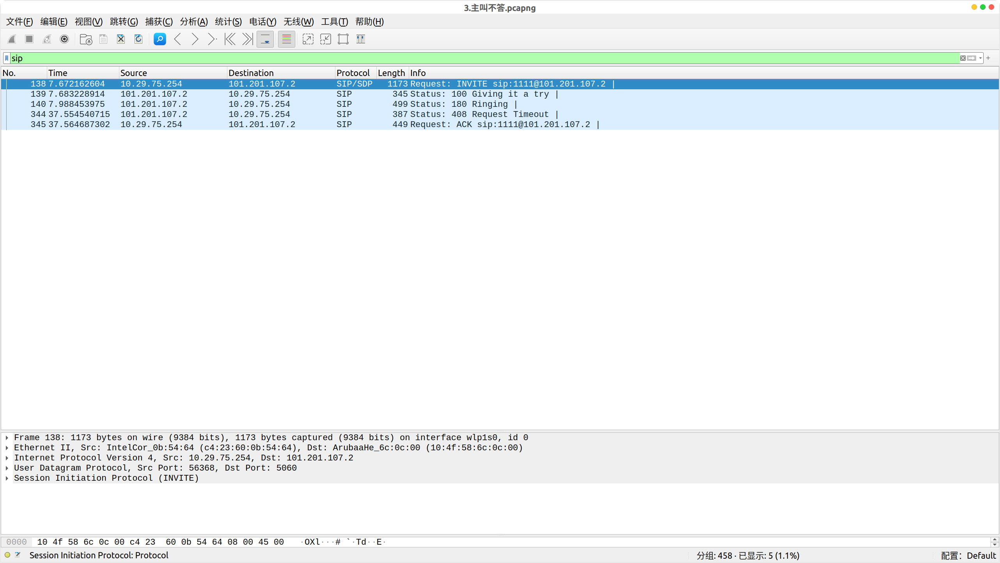 3.主叫不答.pcapng
文件(F) 编辑(E) 视图(V) 跳转(G) 捕获(C) 分析(A) 统计(S) 电话(Y) 无线(W) 工具(T) 帮助(H)
sip
No. Time Source Destination Protocol Length Info
138 7.672162604 10.29.75.254 101.201.107.2 SIP/SDP 1173 Request: INVITE sip:1111@101.201.107.2 |
139 7.683228914 101.201.107.2 10.29.75.254 SIP 345 Status: 100 Giving it a try |
140 7.988453975 101.201.107.2 10.29.75.254 SIP 499 Status: 180 Ringing |
344 37.554540715 101.201.107.2 10.29.75.254 SIP 387 Status: 408 Request Timeout |
345 37.564687302 10.29.75.254 101.201.107.2 SIP 449 Request: ACK sip:1111@101.201.107.2 |
Frame 138: 1173 bytes on wire (9384 bits), 1173 bytes captured (9384 bits) on interface wlp1s0, id 0
Ethernet II, Src: IntelCor_0b:54:64 (c4:23:60:0b:54:64), Dst: ArubaaHe_6c:0c:00 (10:4f:58:6c:0c:00)
Internet Protocol Version 4, Src: 10.29.75.254, Dst: 101.201.107.2
User Datagram Protocol, Src Port: 56368, Dst Port: 5060
Session Initiation Protocol (INVITE)
0000 10 4f 58 6c 0c 00 c4 23 60 0b 54 64 08 00 45 00 ·OXl···# `·Td··E·
Session Initiation Protocol: Protocol 分组: 458 · 已显示: 5 (1.1%) 配置: Default